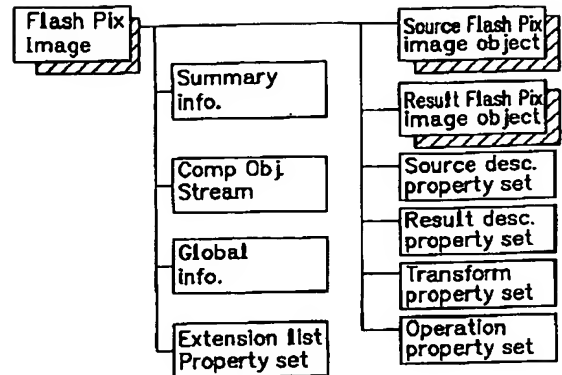 Flash Pix
Image
Summary
info.
Comp Obj.
Stream
Global
info.
Extension list
Property set
Source Flash Pix
image object
Result Flash Pix
image object
Source desc.
property set
Result desc.
property set
Transform
property set
Operation
property set